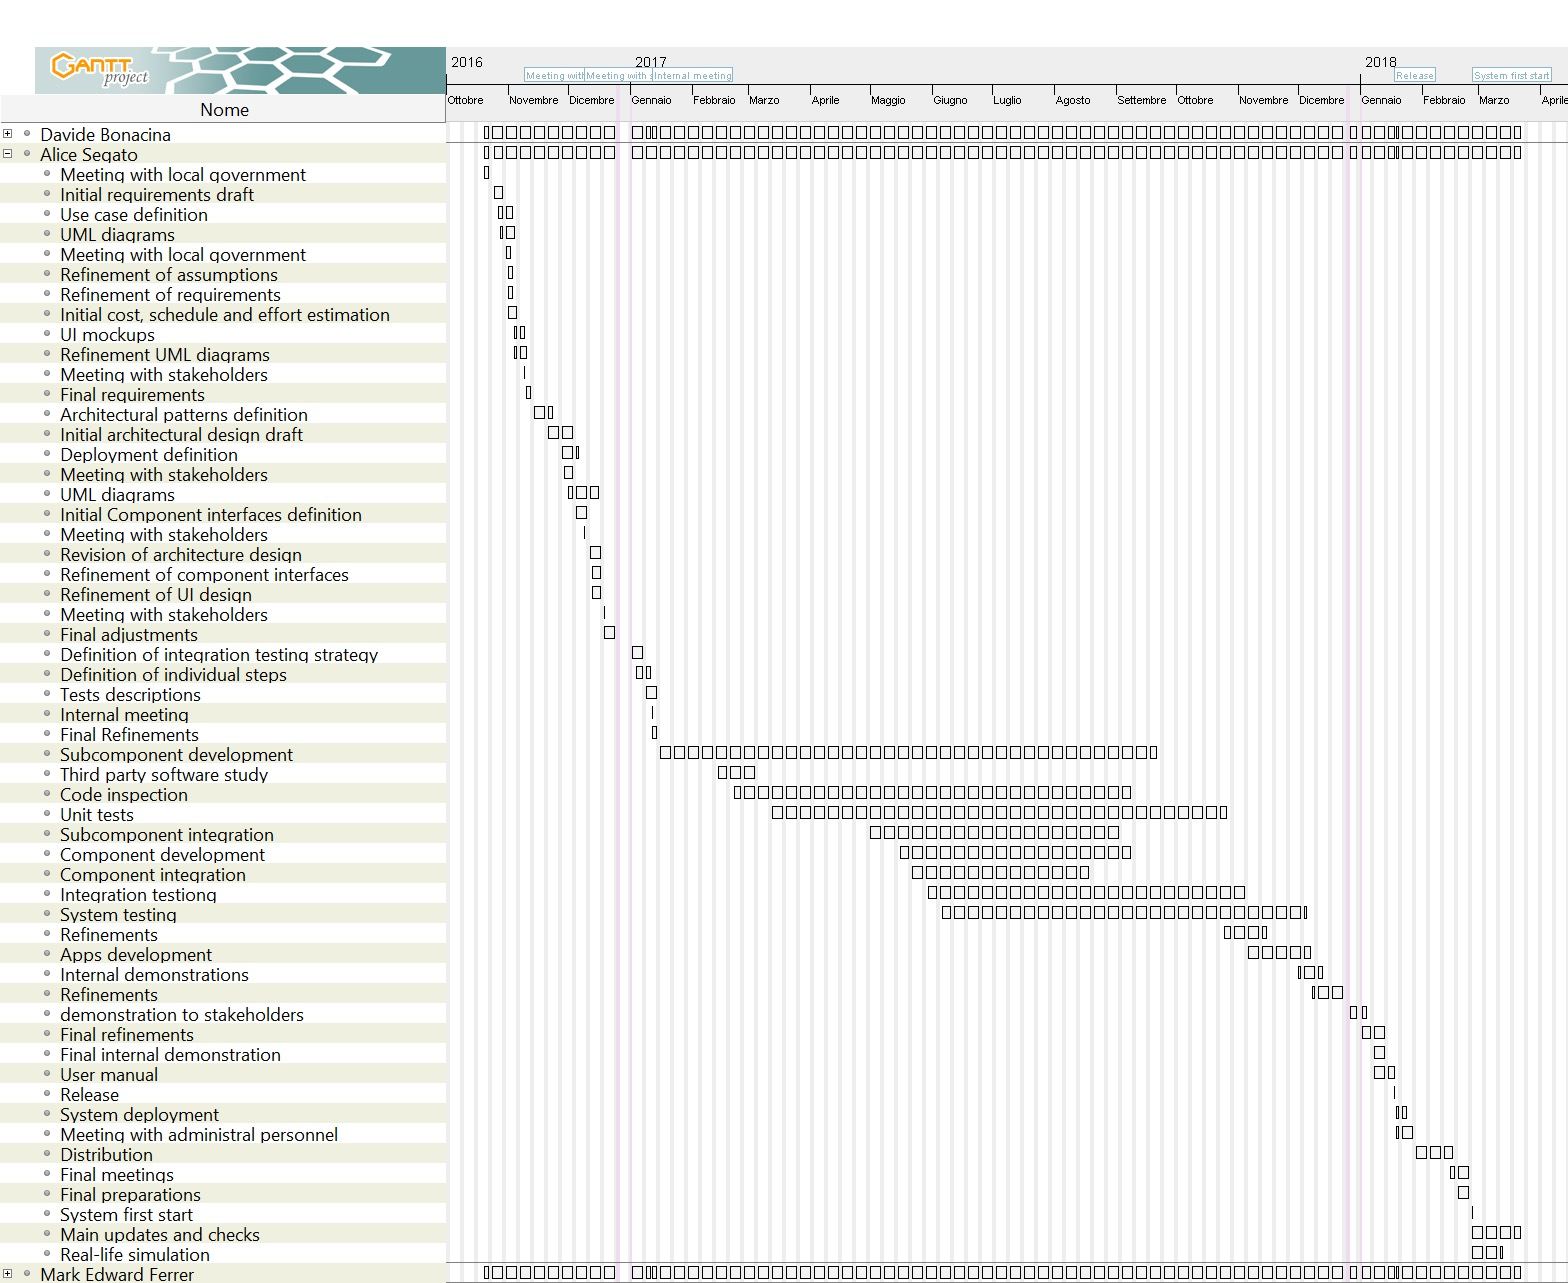 GANTT
project
2016
2017
2018
Meeting with
Meeting with s
Internal meeting
Release
System first start
Nome
Ottobre
Novembre
Dicembre
Gennaio
Febbraio
Marzo
Aprile
Maggio
Giugno
Luglio
Agosto
Settembre
Ottobre
Novembre
Dicembre
Gennaio
Febbraio
Marzo
Aprile
Davide Bonacina
Alice Segato
Meeting with local government
Initial requirements draft
Use case definition
UML diagrams
Meeting with local government
Refinement of assumptions
Refinement of requirements
Initial cost, schedule and effort estimation
UI mockups
Refinement UML diagrams
Meeting with stakeholders
Final requirements
Architectural patterns definition
Initial architectural design draft
Deployment definition
Meeting with stakeholders
UML diagrams
Initial Component interfaces definition
Meeting with stakeholders
Revision of architecture design
Refinement of component interfaces
Refinement of UI design
Meeting with stakeholders
Final adjustments
Definition of integration testing strategy
Definition of individual steps
Tests descriptions
Internal meeting
Final Refinements
Subcomponent development
Third party software study
Code inspection
Unit tests
Subcomponent integration
Component development
Component integration
Integration testiong
System testing
Refinements
Apps development
Internal demonstrations
Refinements
demonstration to stakeholders
Final refinements
Final internal demonstration
User manual
Release
System deployment
Meeting with administral personnel
Distribution
Final meetings
Final preparations
System first start
Main updates and checks
Real-life simulation
Mark Edward Ferrer